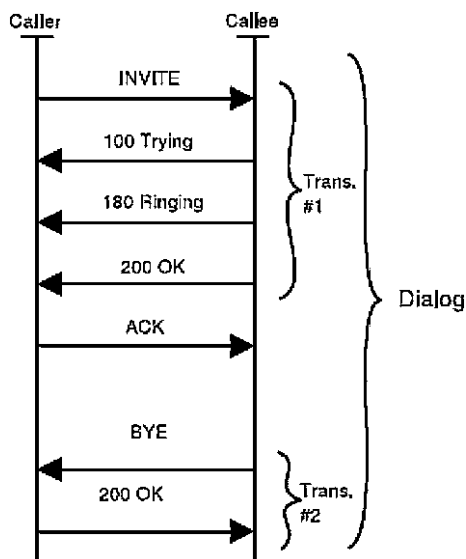 Caller Callee
INVITE
100 Trying
180 Ringing
Trans.
#1
200 OK
Dialog
ACK
BYE
200 OK
Trans.
#2